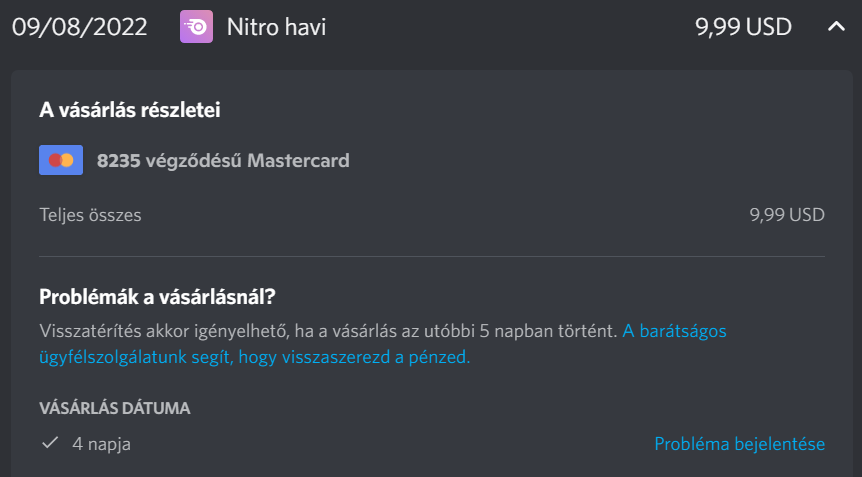 09/08/2022 Nitro havi 9,99 USD
A vásárlás részletei
8235 végződésű Mastercard
Teljes összes 9,99 USD
Problémák a vásárlásnál?
Visszatérítés akkor igényelhető, ha a vásárlás az utóbbi 5 napban történt. A barátságos
ügyfélszolgálatunk segít, hogy visszaszerezd a pénzed.
VÁSÁRLÁS DÁTUMA
4 napja Probléma bejelentése